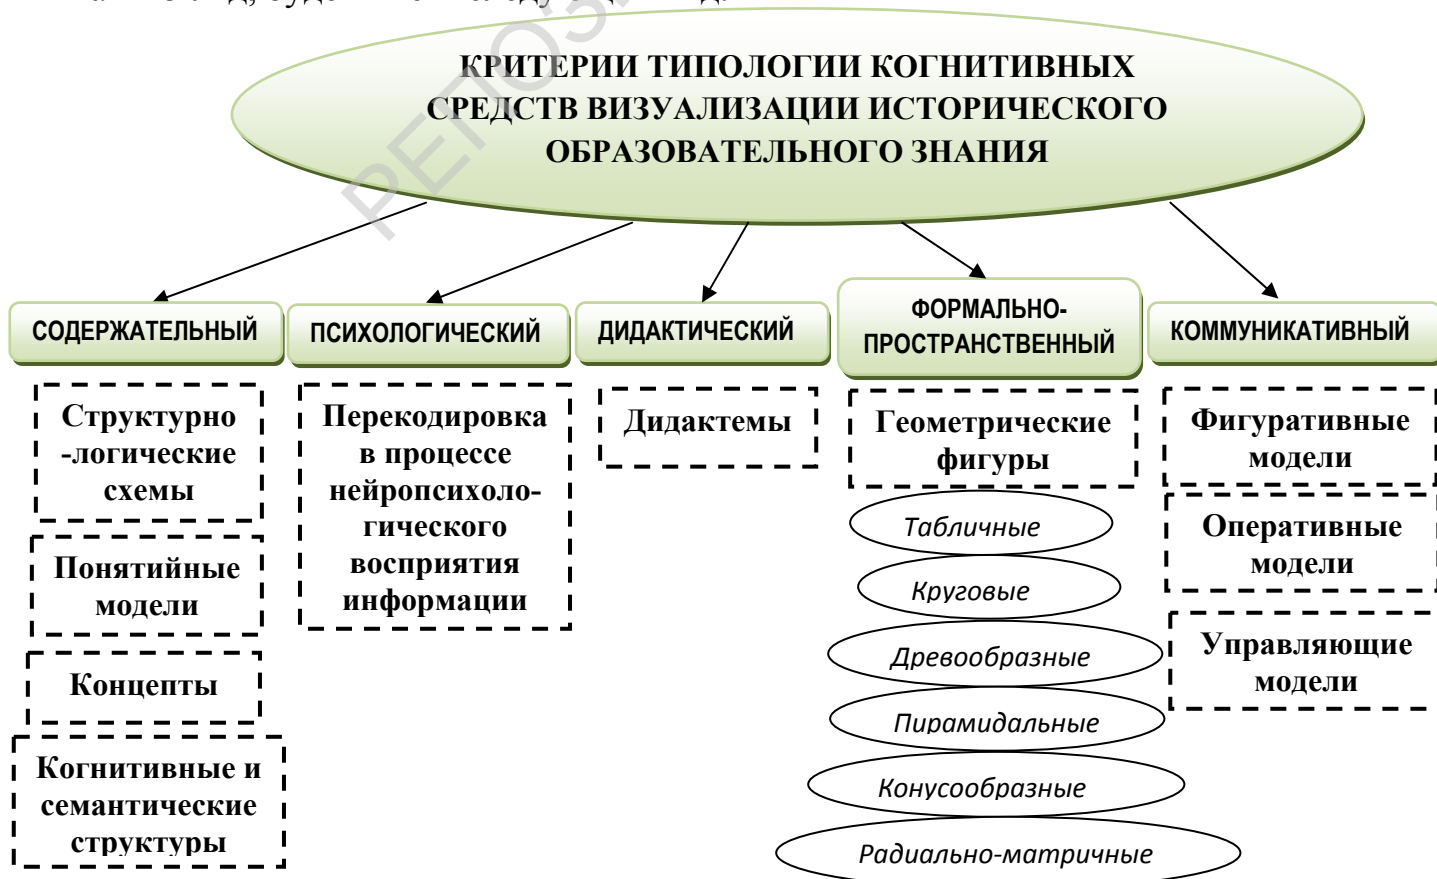 КРИТЕРИИ ТИПОЛОГИИ КОГНИТИВНЫХ
СРЕДСТВ ВИЗУАЛИЗАЦИИ ИСТОРИЧЕСКОГО
ОБРАЗОВАТЕЛЬНОГО ЗНАНИЯ
СОДЕРЖАТЕЛЬНЫЙ
Структурно
-логические
схемы
Понятийные
модели
Концепты
Когнитивные и
семантические
структуры
ПСИХОЛОГИЧЕСКИЙ
Перекодировка
в процессе
нейропсихоло-
гического
восприятия
информации
ДИДАКТИЧЕСКИЙ
Дидактемы
ФОРМАЛЬНО-
ПРОСТРАНСТВЕННЫЙ
Геометрические
фигуры
Табличные
Круговые
Древообразные
Пирамидальные
Конусообразные
Радиально-матричные
КОММУНИКАТИВНЫЙ
Фигуративные
модели
Оперативные
модели
Управляющие
модели